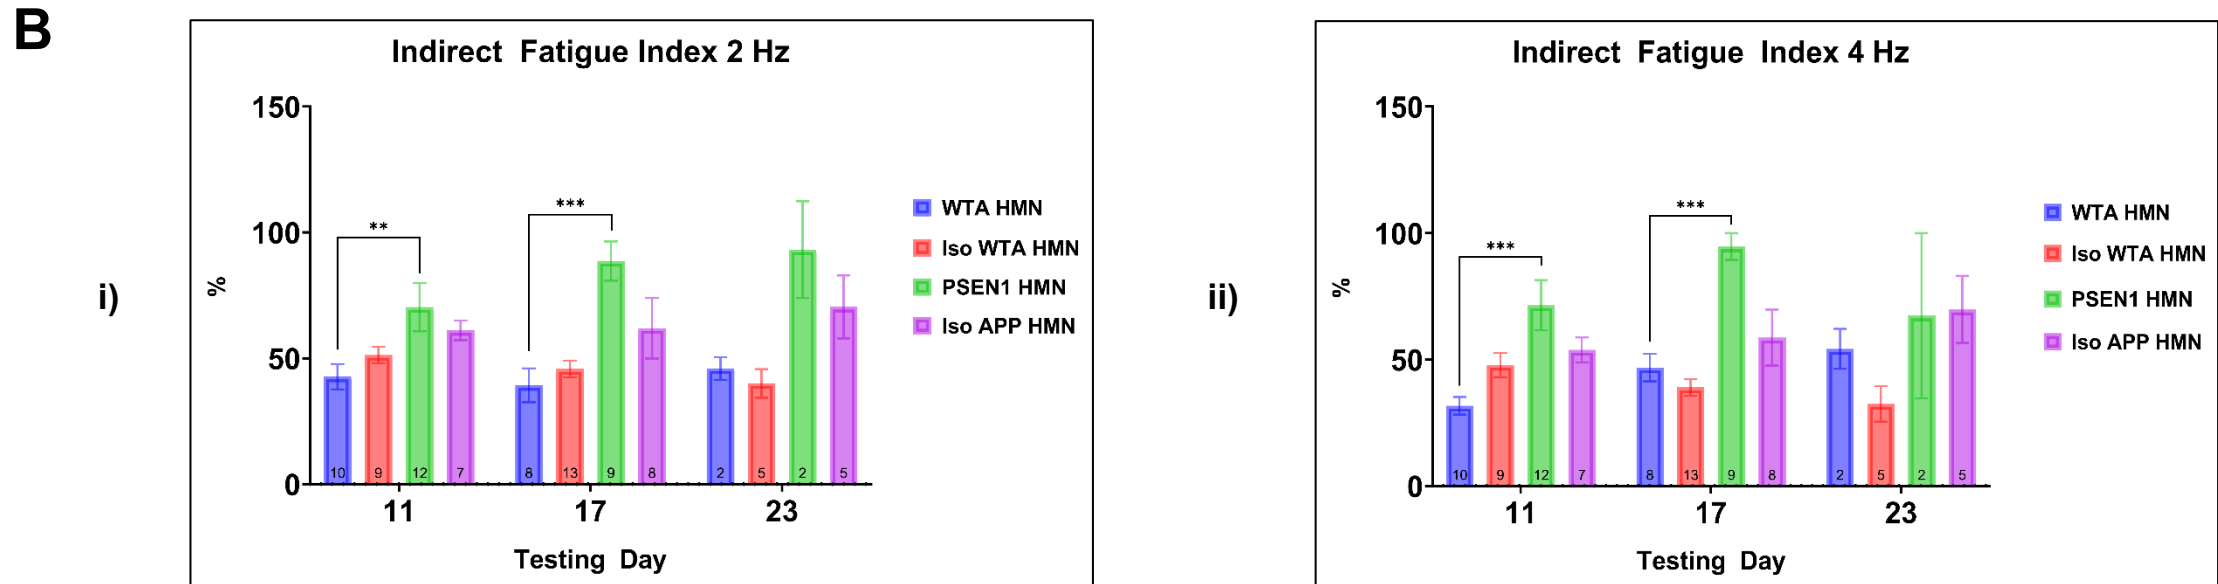 B
i)
Indirect Fatigue Index 2 Hz
150
100
50
0
%
**
***
10 9 12 7 8 13 9 8 2 5 2 5
11 17 23
Testing Day
WTA HMN
Iso WTA HMN
PSEN1 HMN
Iso APP HMN
ii)
Indirect Fatigue Index 4 Hz
150
100
50
0
%
***
***
10 9 12 7 8 13 9 8 2 5 2 5
11 17 23
Testing Day
WTA HMN
Iso WTA HMN
PSEN1 HMN
Iso APP HMN